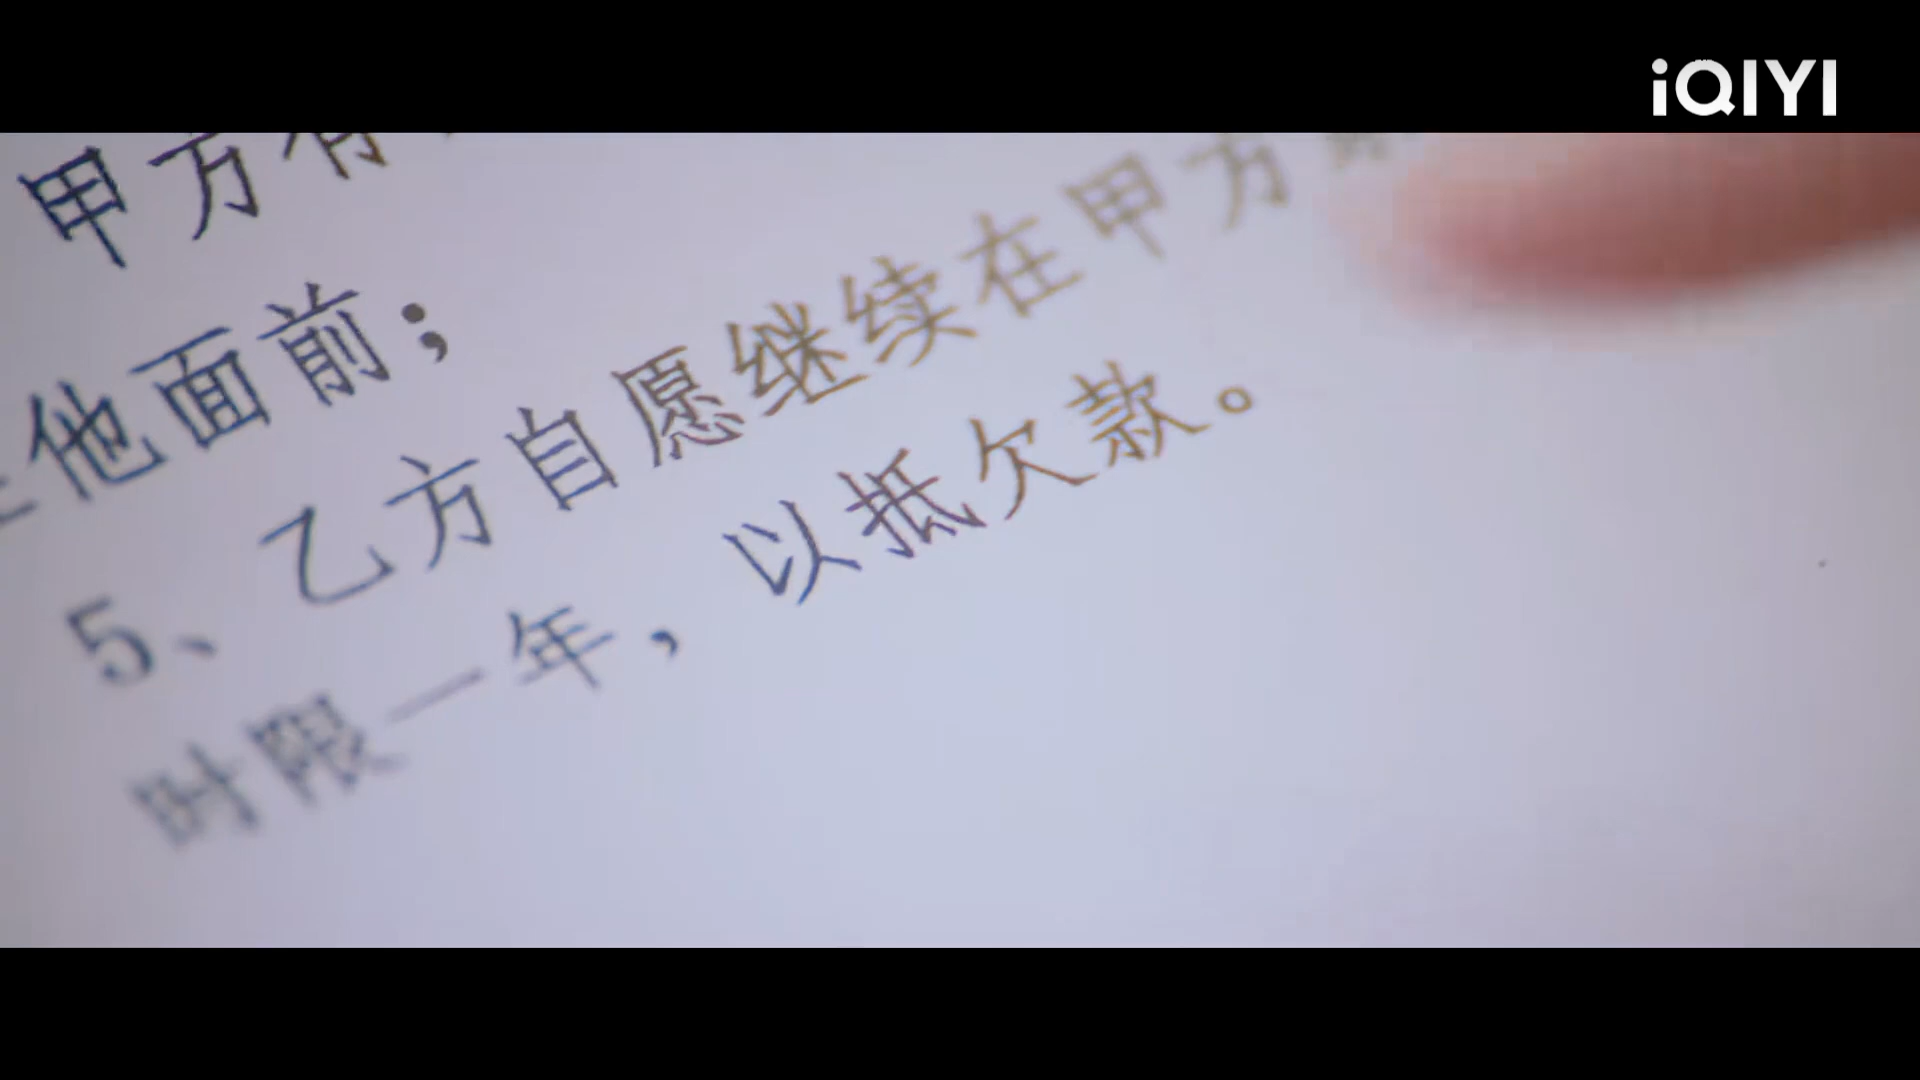 iQIYI
甲方有
他面前；
5、乙方自愿继续在甲方
时限一年，以抵欠款。